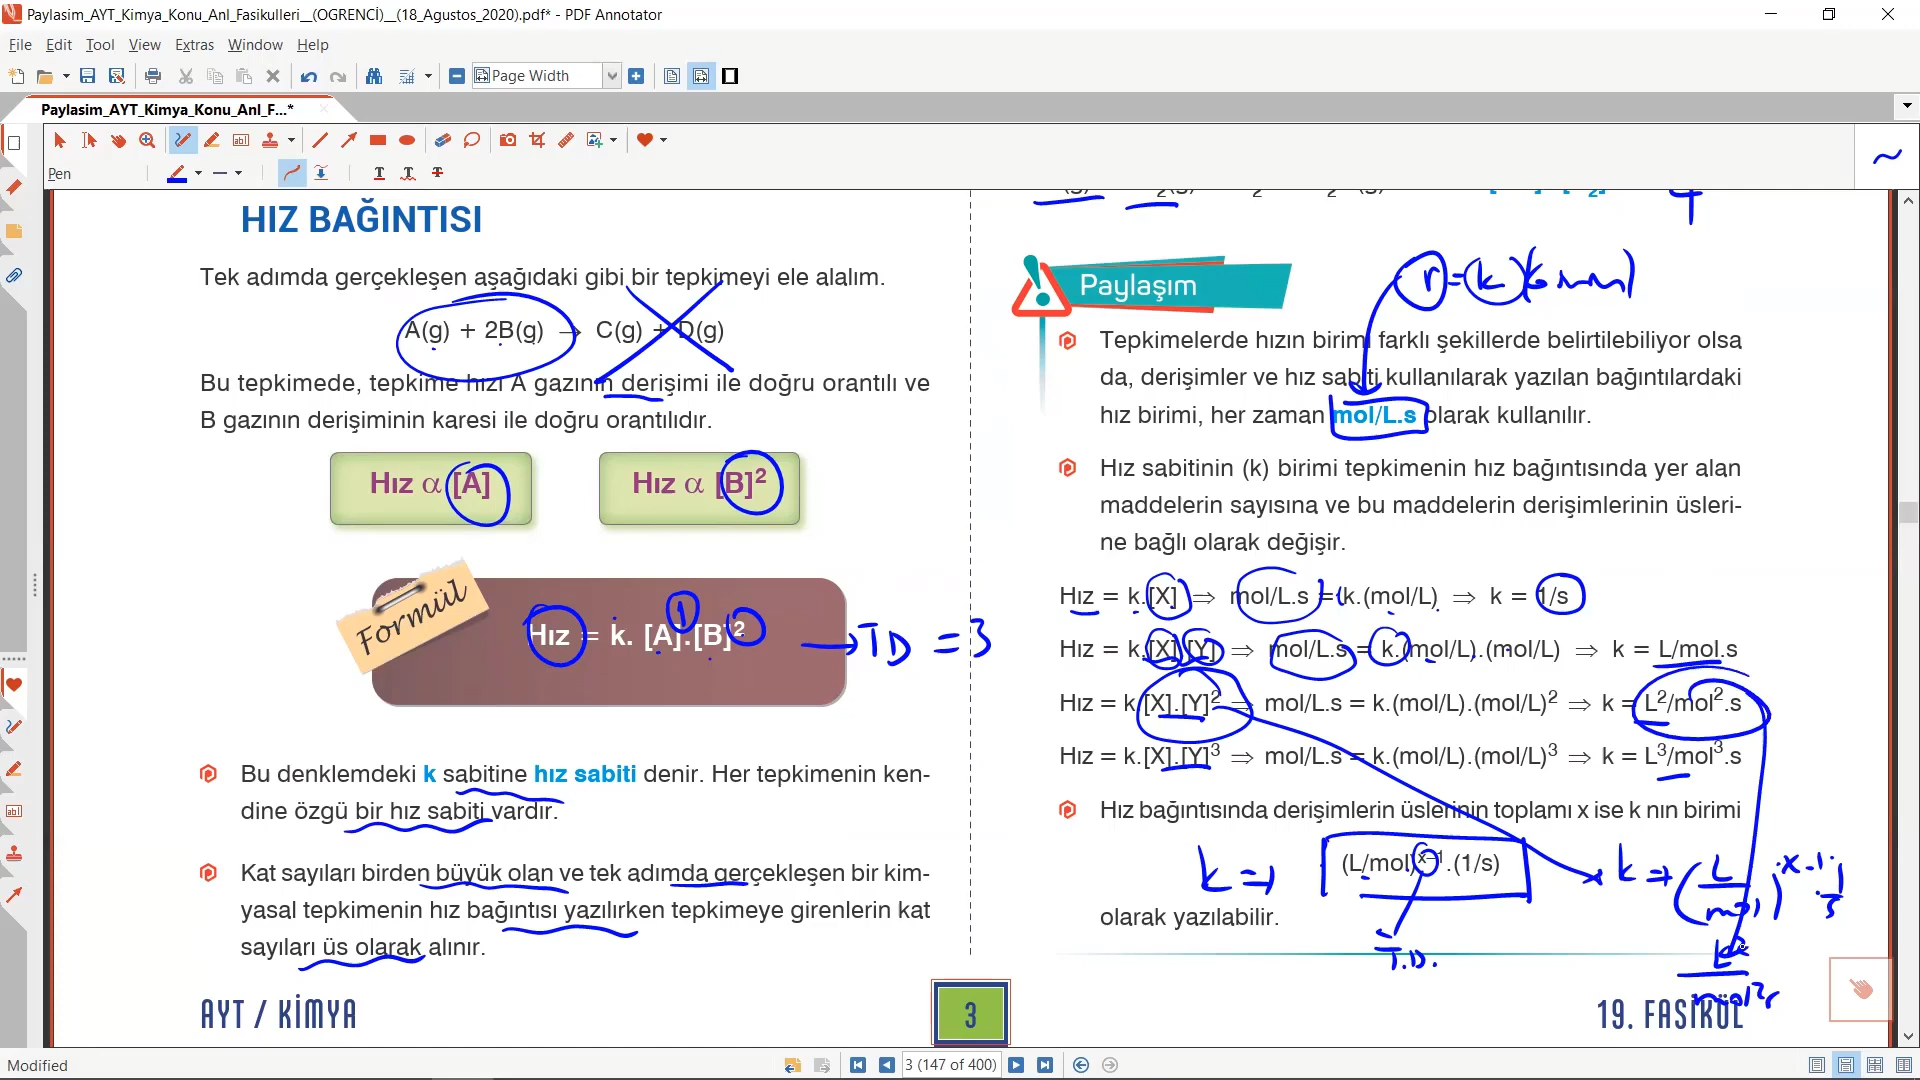 Paylasim_AYT_Kimya_Konu_Anl_Fasikulleri__(OGRENCİ)__(18_Agustos_2020).pdf* - PDF Annotator
File Edit Tool View Extras Window Help
Page Width
Paylasim_AYT_Kimya_Konu_Anl_F...*
Pen
HIZ BAĞINTISI
Tek adımda gerçekleşen aşağıdaki gibi bir tepkimeyi ele alalım.
A(g) + 2B(g) → C(g) + D(g)
Bu tepkimede, tepkime hızı A gazının derişimi ile doğru orantılı ve
B gazının derişiminin karesi ile doğru orantılıdır.
Hız α [A]
Hız α [B]²
Formül
Hız = k. [A].[B]²
1
→ TD = 3
Bu denklemdeki k sabitine hız sabiti denir. Her tepkimenin ken-
dine özgü bir hız sabiti vardır.
Kat sayıları birden büyük olan ve tek adımda gerçekleşen bir kim-
yasal tepkimenin hız bağıntısı yazılırken tepkimeye girenlerin kat
sayıları üs olarak alınır.
AYT / KİMYA
3
Paylaşım
r = k
Tepkimelerde hızın birimi farklı şekillerde belirtilebiliyor olsa
da, derişimler ve hız sabiti kullanılarak yazılan bağıntılardaki
hız birimi, her zaman mol/L.s olarak kullanılır.
Hız sabitinin (k) birimi tepkimenin hız bağıntısında yer alan
maddelerin sayısına ve bu maddelerin derişimlerinin üsleri-
ne bağlı olarak değişir.
Hız = k.[X] ⇒ mol/L.s = k.(mol/L) ⇒ k = 1/s
Hız = k.[X].[Y] ⇒ mol/L.s = k.(mol/L).(mol/L) ⇒ k = L/mol.s
Hız = k.[X].[Y]² ⇒ mol/L.s = k.(mol/L).(mol/L)² ⇒ k = L²/mol².s
Hız = k.[X].[Y]³ ⇒ mol/L.s = k.(mol/L).(mol/L)³ ⇒ k = L³/mol³.s
Hız bağıntısında derişimlerin üslerinin toplamı x ise k nın birimi
k ⇒ (L/mol)ˣ⁻¹.(1/s)
k ⇒ (L/mol)ˣ⁻¹ · 1/s
olarak yazılabilir.
T.D.
L²
mol²s
19. FASİKÜL
Modified
3 (147 of 400)